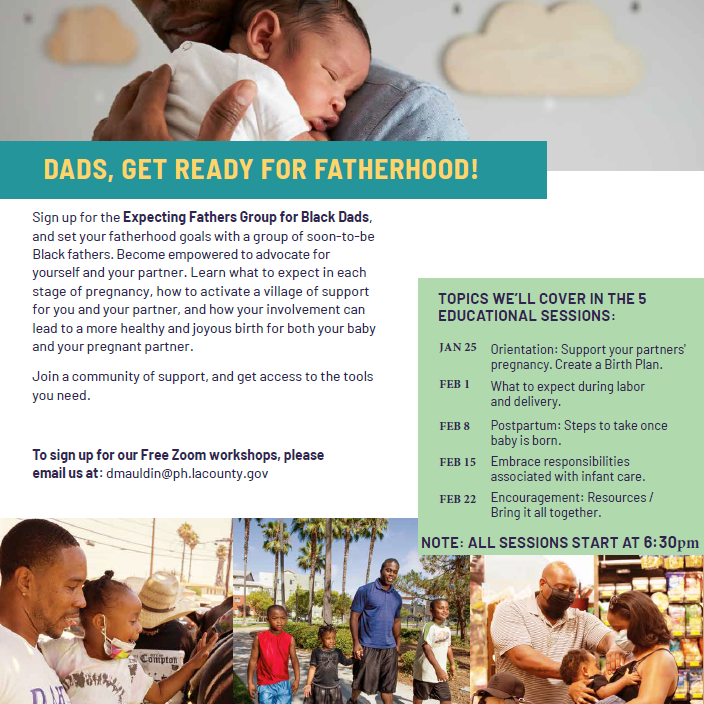 DADS, GET READY FOR FATHERHOOD!
Sign up for the Expecting Fathers Group for Black Dads,
and set your fatherhood goals with a group of soon-to-be
Black fathers. Become empowered to advocate for
yourself and your partner. Learn what to expect in each
stage of pregnancy, how to activate a village of support
for you and your partner, and how your involvement can
lead to a more healthy and joyous birth for both your baby
and your pregnant partner.
Join a community of support, and get access to the tools
you need.
To sign up for our Free Zoom workshops, please
email us at: dmauldin@ph.lacounty.gov
TOPICS WE'LL COVER IN THE 5
EDUCATIONAL SESSIONS:
JAN 25 Orientation: Support your partners'
pregnancy. Create a Birth Plan.
FEB 1 What to expect during labor
and delivery.
FEB 8 Postpartum: Steps to take once
baby is born.
FEB 15 Embrace responsibilities
associated with infant care.
FEB 22 Encouragement: Resources /
Bring it all together.
NOTE: ALL SESSIONS START AT 6:30pm
Compton